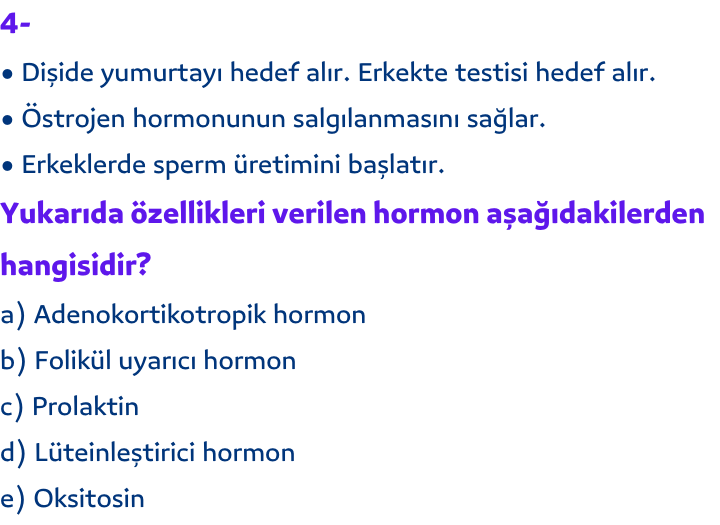 4-
• Dişide yumurtayı hedef alır. Erkekte testisi hedef alır.
• Östrojen hormonunun salgılanmasını sağlar.
• Erkeklerde sperm üretimini başlatır.
Yukarıda özellikleri verilen hormon aşağıdakilerden
hangisidir?
a) Adenokortikotropik hormon
b) Folikül uyarıcı hormon
c) Prolaktin
d) Lüteinleştirici hormon
e) Oksitosin